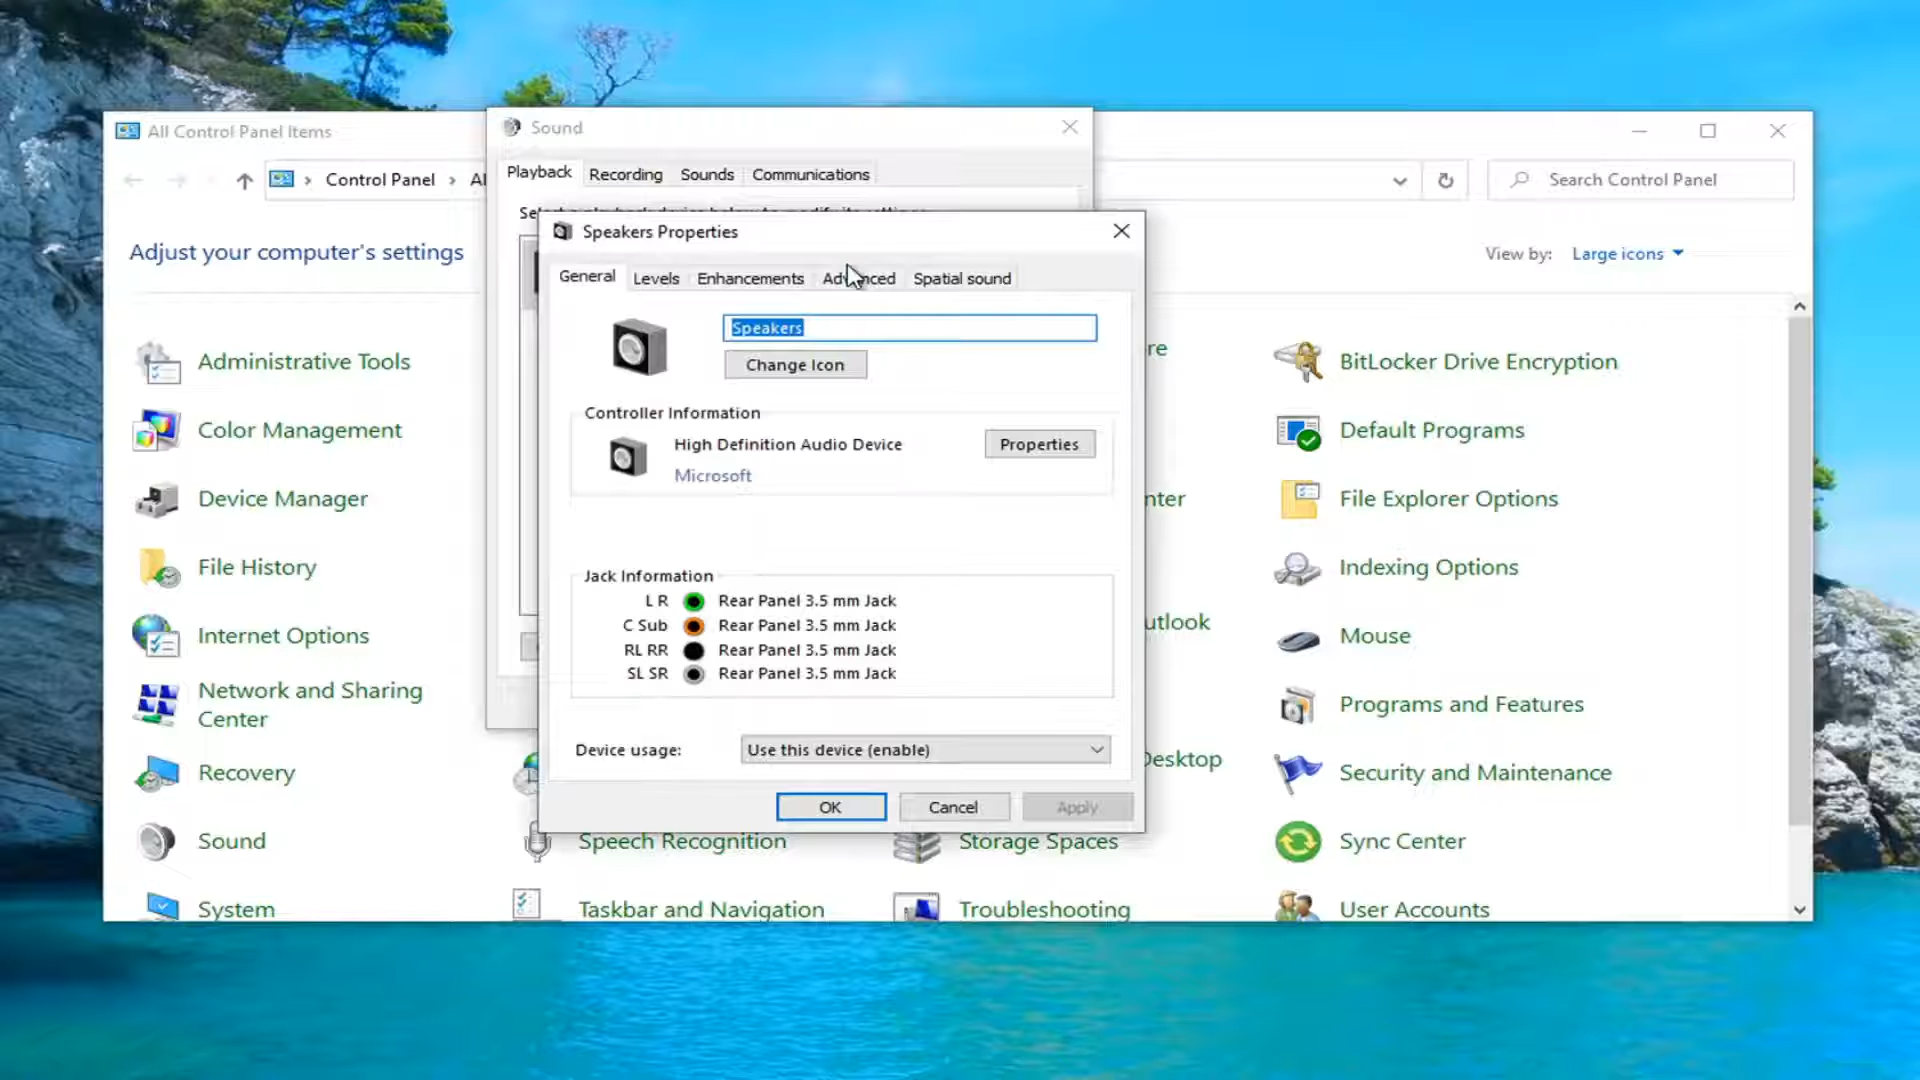 All Control Panel Items
Control Panel
Search Control Panel
Adjust your computer's settings
View by: Large icons
Sound
Playback Recording Sounds Communications
Speakers Properties
General Levels Enhancements Advanced Spatial sound
Speakers
Change Icon
Controller Information
High Definition Audio Device
Microsoft
Properties
Jack Information
L R Rear Panel 3.5 mm Jack
C Sub Rear Panel 3.5 mm Jack
RL RR Rear Panel 3.5 mm Jack
SL SR Rear Panel 3.5 mm Jack
Device usage: Use this device (enable)
OK Cancel Apply
Administrative Tools
Color Management
Device Manager
File History
Internet Options
Network and Sharing
Center
Recovery
Sound
System
Speech Recognition
Taskbar and Navigation
re
nter
utlook
Desktop
Storage Spaces
Troubleshooting
BitLocker Drive Encryption
Default Programs
File Explorer Options
Indexing Options
Mouse
Programs and Features
Security and Maintenance
Sync Center
User Accounts